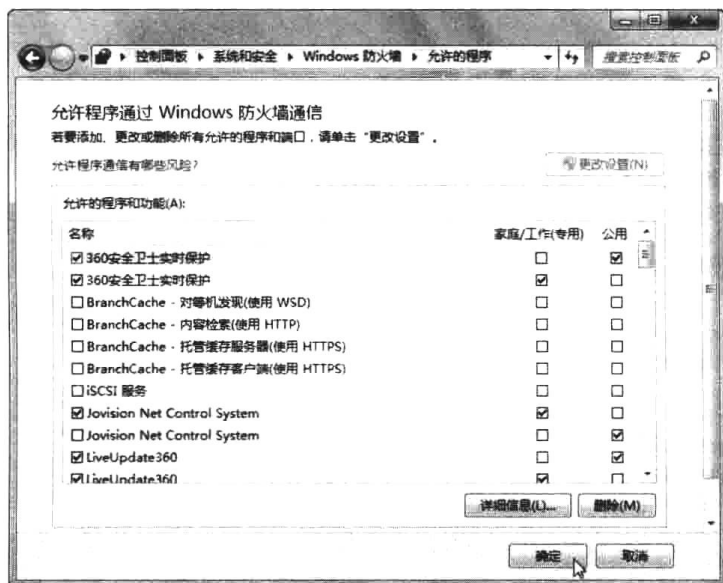 控制面板 ▸ 系统和安全 ▸ Windows 防火墙 ▸ 允许的程序 搜索控制面板
允许程序通过 Windows 防火墙通信
若要添加、更改或删除所有允许的程序和端口，请单击“更改设置”。
允许程序通信有哪些风险?
更改设置(N)
允许的程序和功能(A):
名称 家庭/工作(专用) 公用
360安全卫士实时保护
360安全卫士实时保护
BranchCache - 对等机发现(使用 WSD)
BranchCache - 内容检索(使用 HTTP)
BranchCache - 托管缓存服务器(使用 HTTPS)
BranchCache - 托管缓存客户端(使用 HTTPS)
iSCSI 服务
Jovision Net Control System
Jovision Net Control System
LiveUpdate360
LiveUpdate360
详细信息(L)... 删除(M)
确定 取消